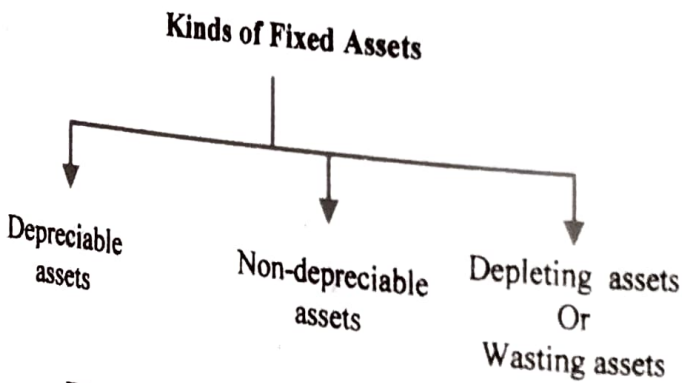 Kinds of Fixed Assets
Depreciable
assets
Non-depreciable
assets
Depleting assets
Or
Wasting assets